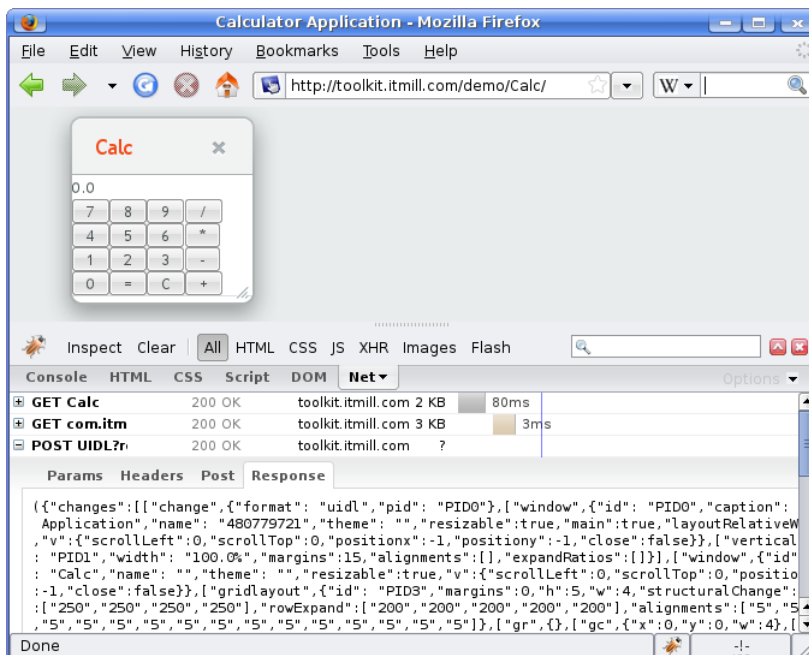 Calculator Application - Mozilla Firefox
File Edit View History Bookmarks Tools Help
http://toolkit.itmill.com/demo/Calc/ W
Calc
0.0
7 8 9 /
4 5 6 *
1 2 3 -
0 = C +
Inspect Clear All HTML CSS JS XHR Images Flash
Console HTML CSS Script DOM Net Options
GET Calc 200 OK toolkit.itmill.com 2 KB 80ms
GET com.itm 200 OK toolkit.itmill.com 3 KB 3ms
POST UIDL?r 200 OK toolkit.itmill.com ?
Params Headers Post Response
({"changes":[["change",{"format": "uidl","pid": "PID0"},["window",{"id": "PID0","caption":
Application","name": "480779721","theme": "","resizable":true,"main":true,"layoutRelativeW
,"v":{"scrollLeft":0,"scrollTop":0,"positionx":-1,"positiony":-1,"close":false}},["vertical
: "PID1","width": "100.0%","margins":15,"alignments":[],"expandRatios":[]}],["window",{"id"
: "Calc","name": "","theme": "","resizable":true,"v":{"scrollLeft":0,"scrollTop":0,"positio
:-1,"close":false}},["gridlayout",{"id": "PID3","margins":0,"h":5,"w":4,"structuralChange":
:["250","250","250","250"],"rowExpand":["200","200","200","200","200"],"alignments":["5","5
,"5","5","5","5","5","5","5","5","5","5","5","5"]},["gr",{},["gc",{"x":0,"y":0,"w":4},[
Done